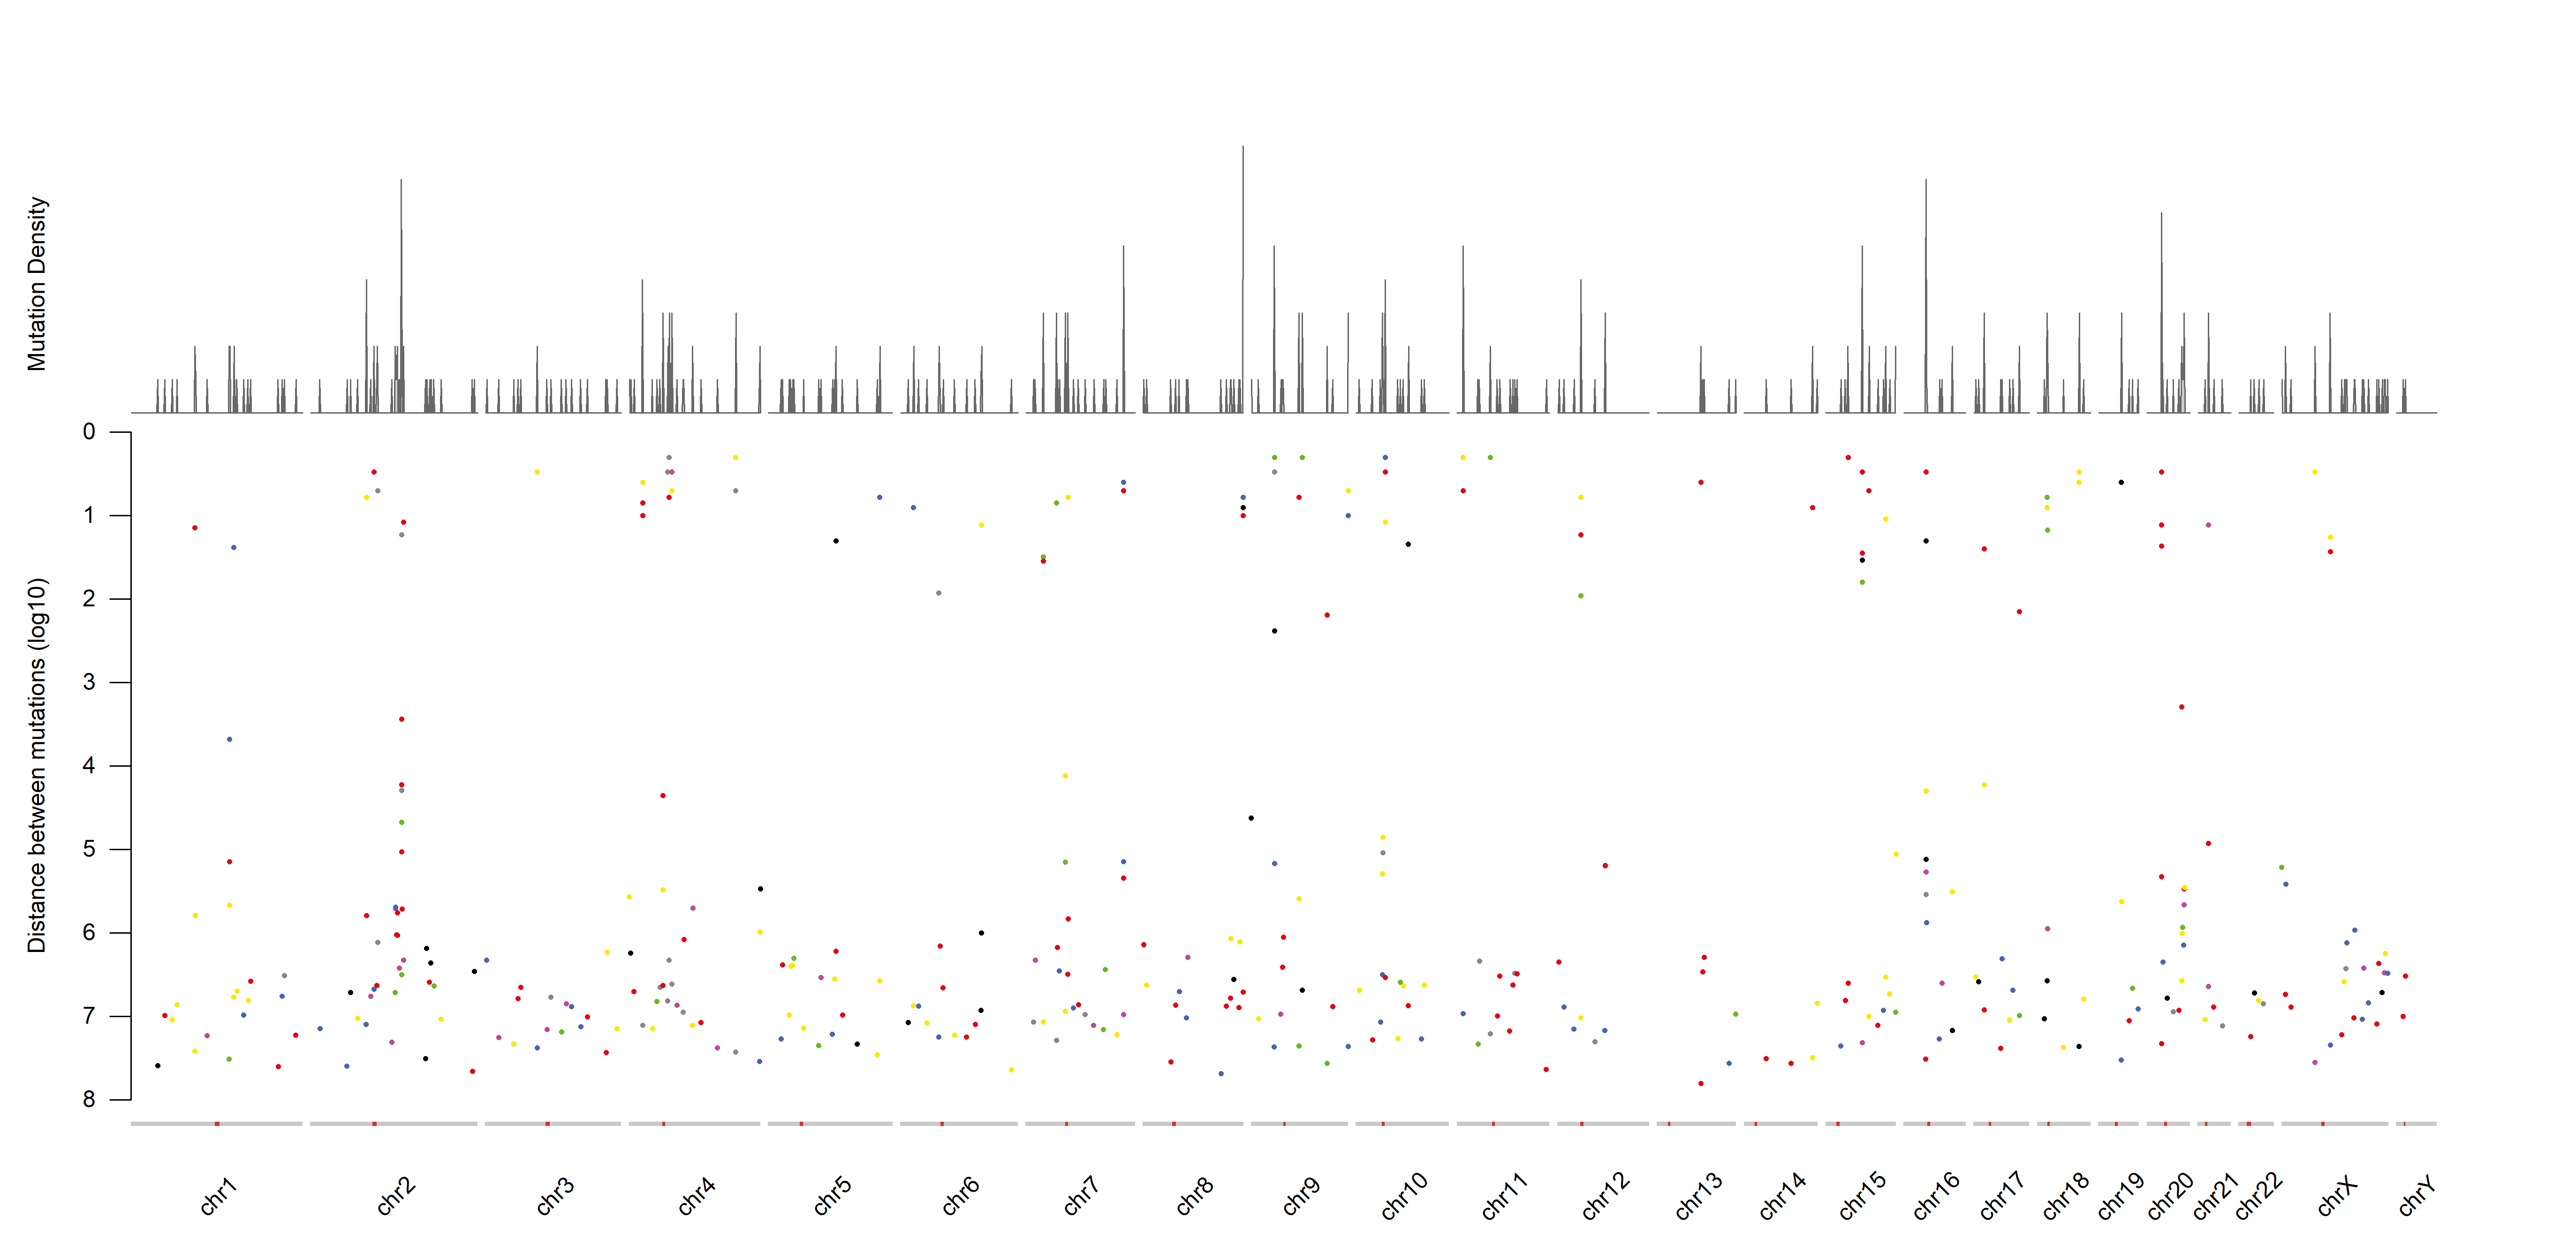 Mutation Density
Distance between mutations (log10)
0
1
2
3
4
5
6
7
8
chr1
chr2
chr3
chr4
chr5
chr6
chr7
chr8
chr9
chr10
chr11
chr12
chr13
chr14
chr15
chr16
chr17
chr18
chr19
chr20
chr21
chr22
chrX
chrY